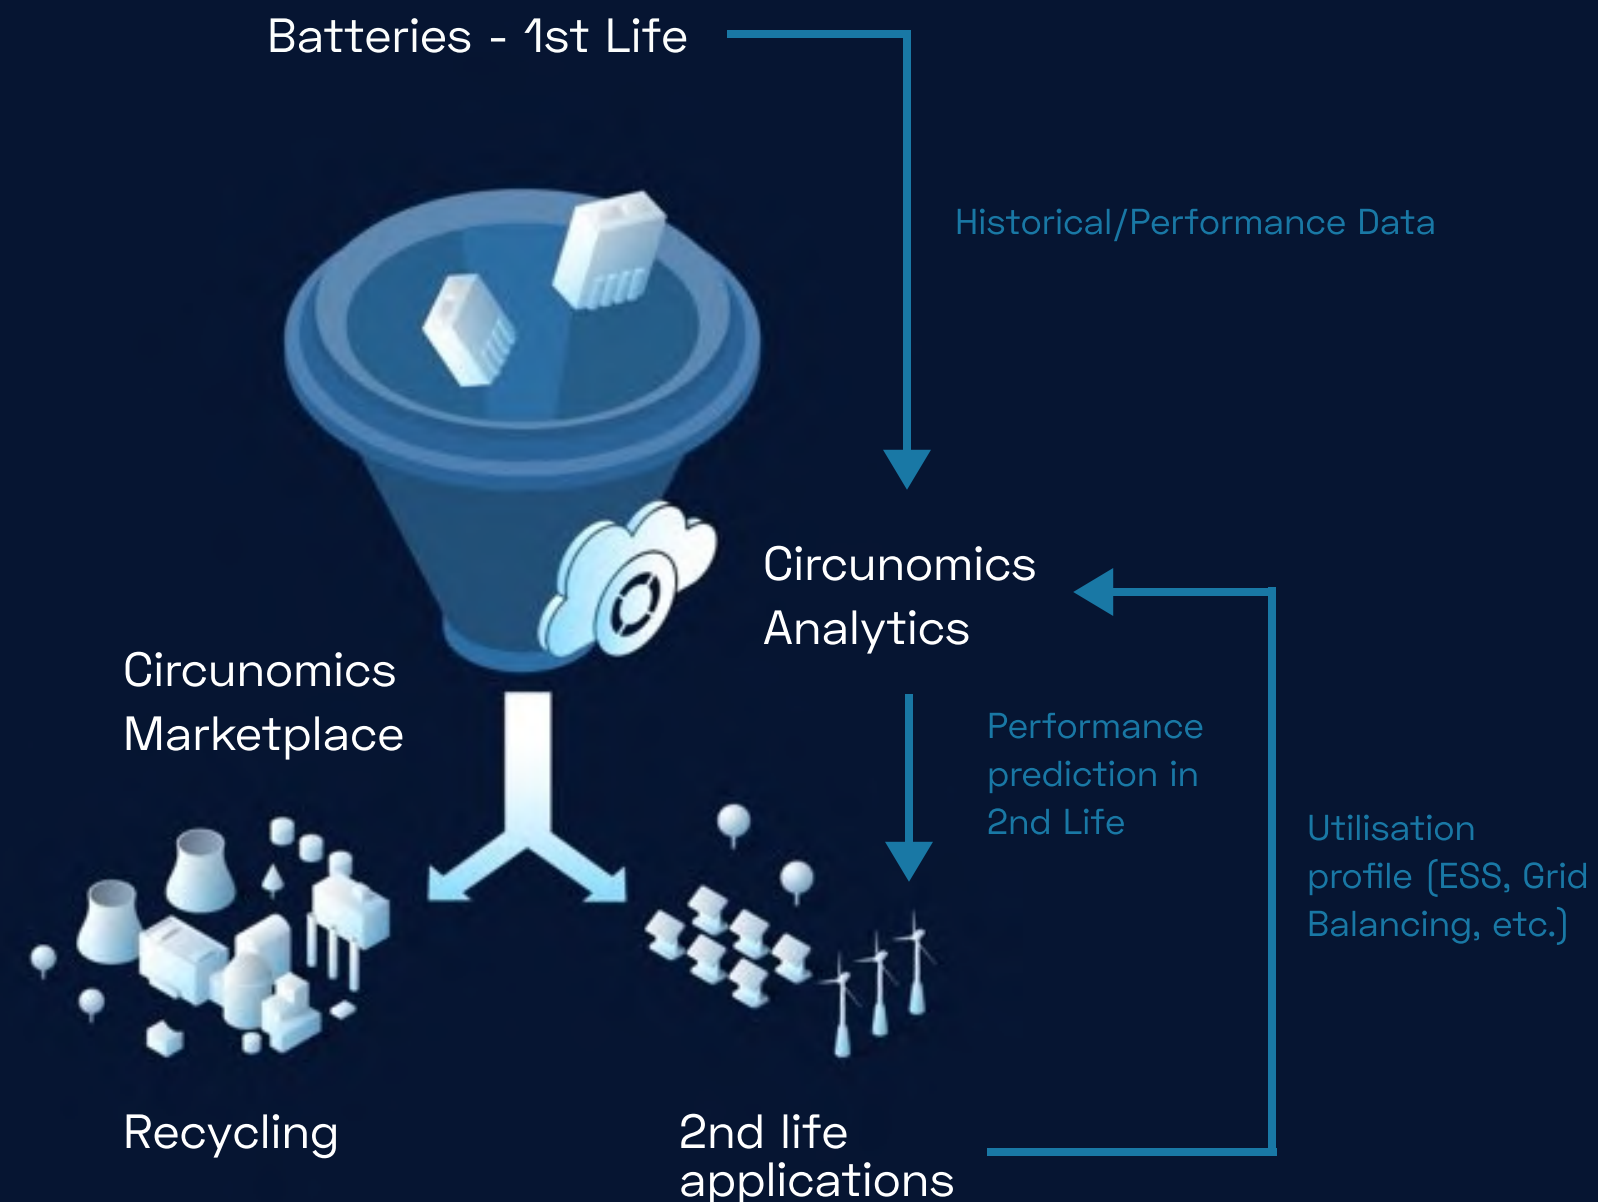 Batteries - 1st Life
Historical/Performance Data
Circunomics
Analytics
Circunomics
Marketplace
Performance
prediction in
2nd Life
Utilisation
profile (ESS, Grid
Balancing, etc.)
Recycling
2nd life
applications